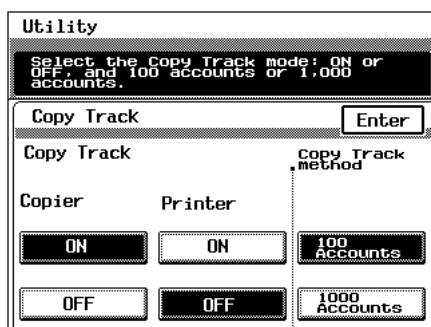 Utility
Select the Copy Track mode: ON or
OFF, and 100 accounts or 1,000
accounts.
Copy Track
Enter
Copy Track
Copy Track
method
Copier
Printer
ON
ON
100
Accounts
OFF
OFF
1000
Accounts